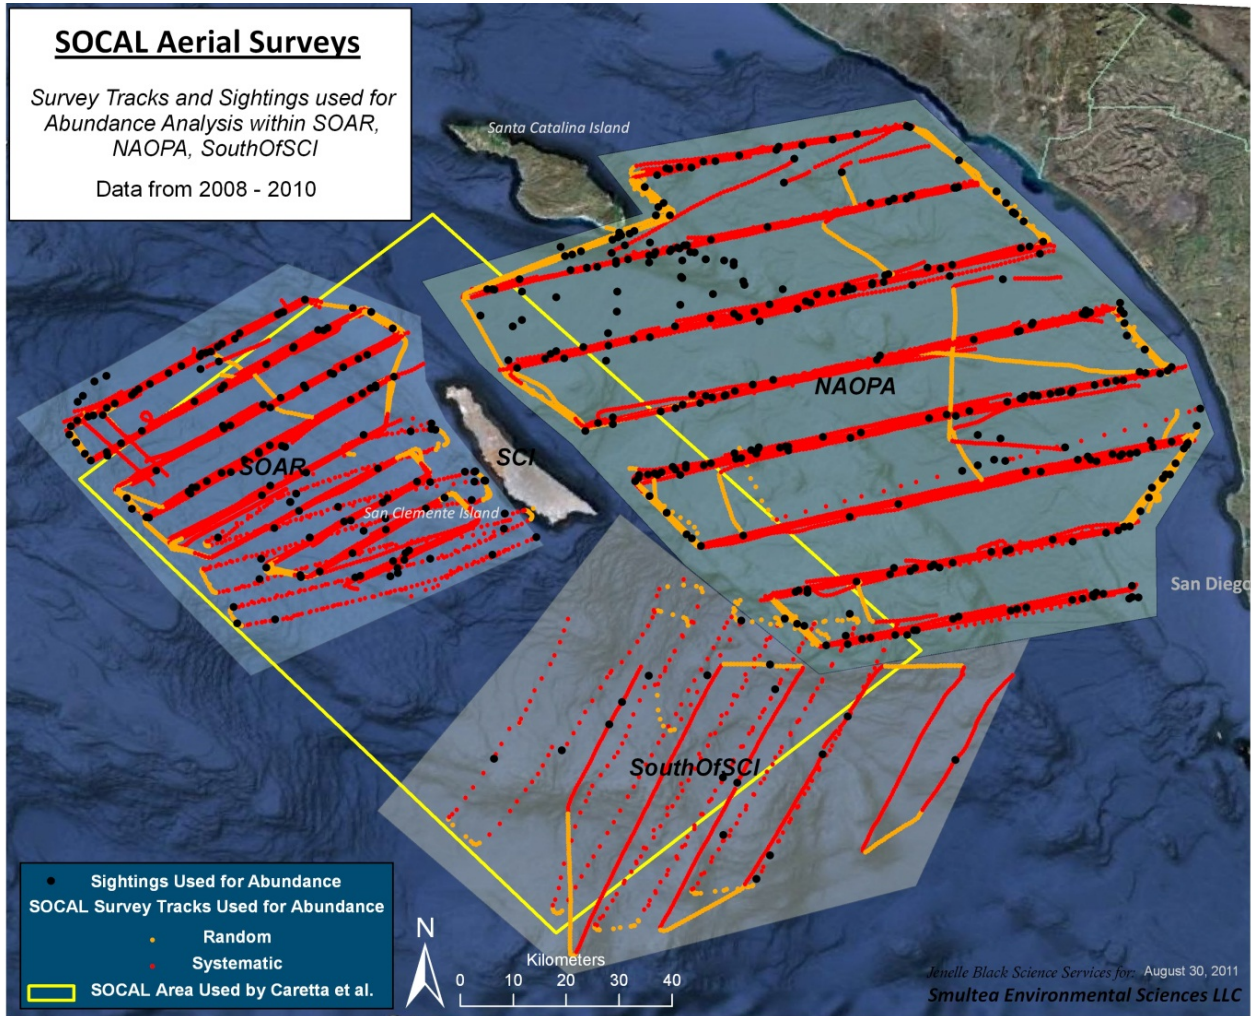 SOCAL Aerial Surveys
Survey Tracks and Sightings used for
Abundance Analysis within SOAR,
NAOPA, SouthOfSCI
Data from 2008 - 2010
Santa Catalina Island
NAOPA
SCI
SOAR
San Clemente Island
San Diego
SouthOfSCI
Sightings Used for Abundance
SOCAL Survey Tracks Used for Abundance
Random
Systematic
SOCAL Area Used by Caretta et al.
N
Kilometers
0 10 20 30 40
Jenelle Black Science Services for: August 30, 2011
Smultea Environmental Sciences LLC